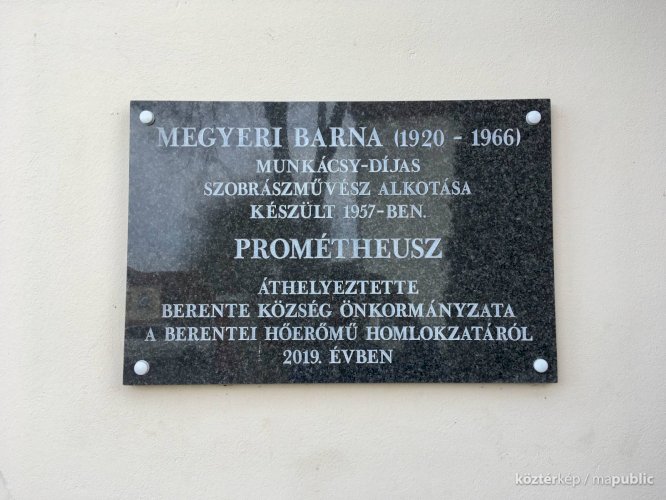 MEGYERI BARNA (1920 - 1966)
MUNKÁCSY-DÍJAS
SZOBRÁSZMŰVÉSZ ALKOTÁSA
KÉSZÜLT 1957-BEN.
PROMÉTHEUSZ
ÁTHELYEZTETTE
BERENTE KÖZSÉG ÖNKORMÁNYZATA
A BERENTEI HŐERŐMŰ HOMLOKZATÁRÓL
2019. ÉVBEN
köztérkép / mapublic